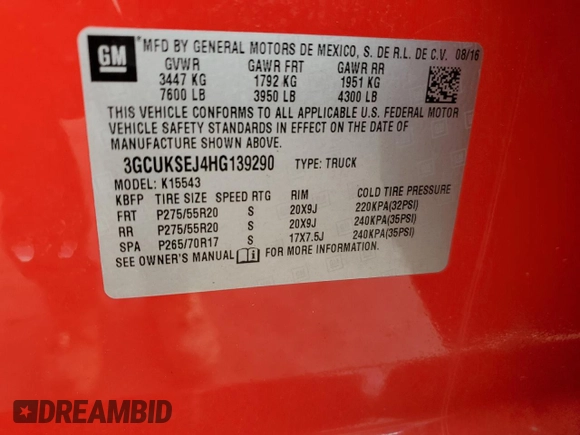 GM
MFD BY GENERAL MOTORS DE MEXICO, S. DE R.L. DE C.V. 08/16
GVWR GAWR FRT GAWR RR
3447 KG 1792 KG 1951 KG
7600 LB 3950 LB 4300 LB
THIS VEHICLE CONFORMS TO ALL APPLICABLE U.S. FEDERAL MOTOR
VEHICLE SAFETY STANDARDS IN EFFECT ON THE DATE OF
MANUFACTURE SHOWN ABOVE.
3GCUKSEJ4HG139290 TYPE: TRUCK
MODEL: K15543
KBFP TIRE SIZE SPEED RTG RIM COLD TIRE PRESSURE
FRT P275/55R20 S 20X9J 220KPA(32PSI)
RR P275/55R20 S 20X9J 240KPA(35PSI)
SPA P265/70R17 S 17X7.5J 240KPA(35PSI)
SEE OWNER'S MANUAL FOR MORE INFORMATION.
DREAMBID